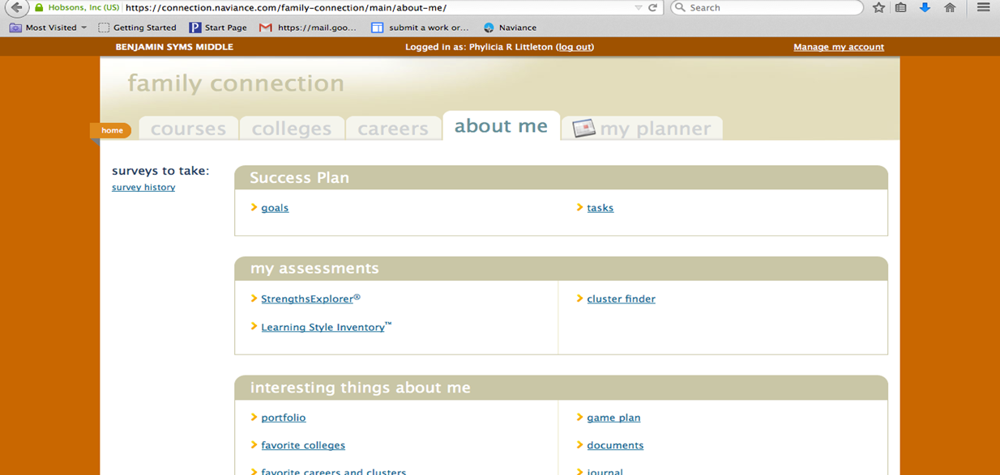 Hobsons, Inc (US) https://connection.naviance.com/family-connection/main/about-me/ Search
Most Visited Getting Started P Start Page https://mail.goo... submit a work or... Naviance
BENJAMIN SYMS MIDDLE Logged in as: Phylicia R Littleton (log out) Manage my account
family connection
home courses colleges careers about me my planner
surveys to take:
survey history
Success Plan
goals tasks
my assessments
StrengthsExplorer® cluster finder
Learning Style Inventory™
interesting things about me
portfolio game plan
favorite colleges documents
favorite careers and clusters journal